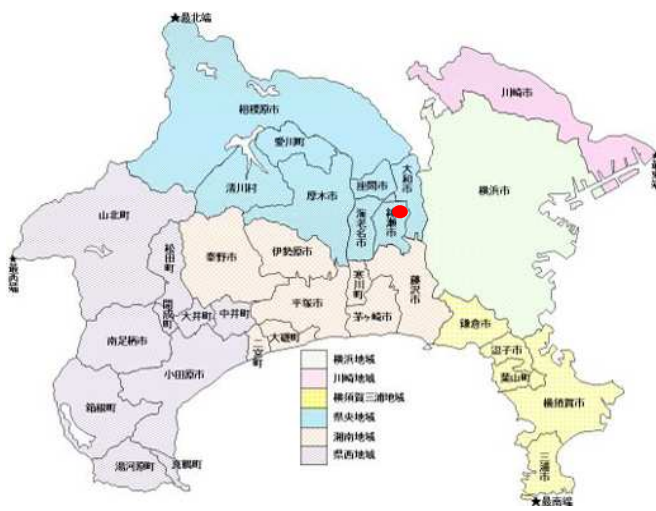 ★最北端
川崎市
相模原市
愛川町
大和市
座間市
清川村
厚木市
横浜市
山北町
海老名市
綾瀬市
松田町
秦野市
伊勢原市
★最西端
寒川町
藤沢市
開成町
大井町
中井町
平塚市
茅ヶ崎市
鎌倉市
南足柄市
大磯町
二宮町
逗子市
小田原市
葉山町
箱根町
横須賀市
湯河原町
真鶴町
三浦市
★最南端
横浜地域
川崎地域
横須賀三浦地域
県央地域
湘南地域
県西地域